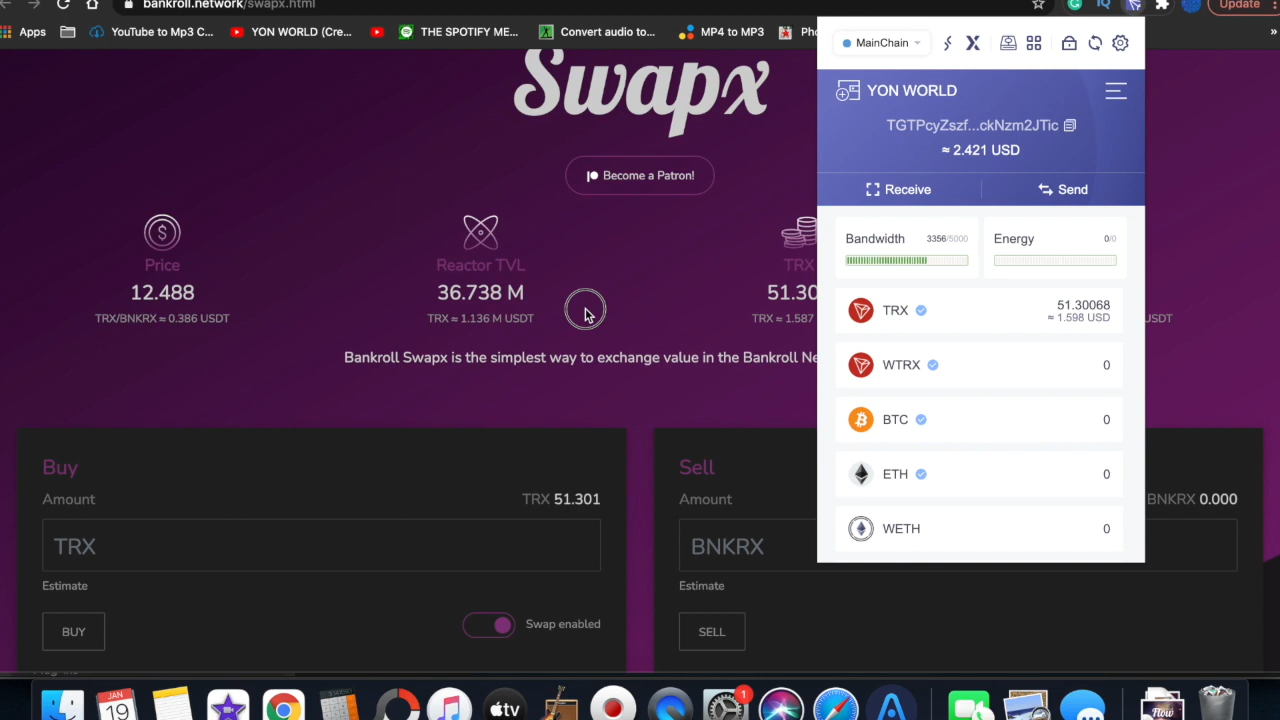 bankroll.network/swapx.html
Update
Apps
YouTube to Mp3 C...
YON WORLD (Cre...
THE SPOTIFY ME...
Convert audio to...
MP4 to MP3
Pho
»
Swapx
Become a Patron!
Price
12.488
TRX/BNKRX ≈ 0.386 USDT
Reactor TVL
36.738 M
TRX ≈ 1.136 M USDT
TRX
51.30
TRX ≈ 1.587
USDT
Bankroll Swapx is the simplest way to exchange value in the Bankroll Ne
Buy
Amount
TRX 51.301
TRX
Estimate
BUY
Swap enabled
Sell
Amount
BNKRX 0.000
BNKRX
Estimate
SELL
MainChain
YON WORLD
TGTPcyZszf...ckNzm2JTic
≈ 2.421 USD
Receive
Send
Bandwidth
3356/5000
Energy
0/0
TRX
51.30068
≈ 1.598 USD
WTRX
0
BTC
0
ETH
0
WETH
0
JAN
19
tv
1
Flow